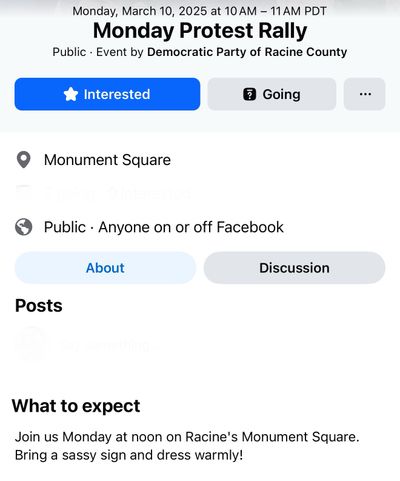 Monday, March 10, 2025 at 10 AM – 11 AM PDT
Monday Protest Rally
Public · Event by Democratic Party of Racine County
Interested
Going
Monument Square
Public · Anyone on or off Facebook
About
Discussion
Posts
What to expect
Join us Monday at noon on Racine's Monument Square.
Bring a sassy sign and dress warmly!